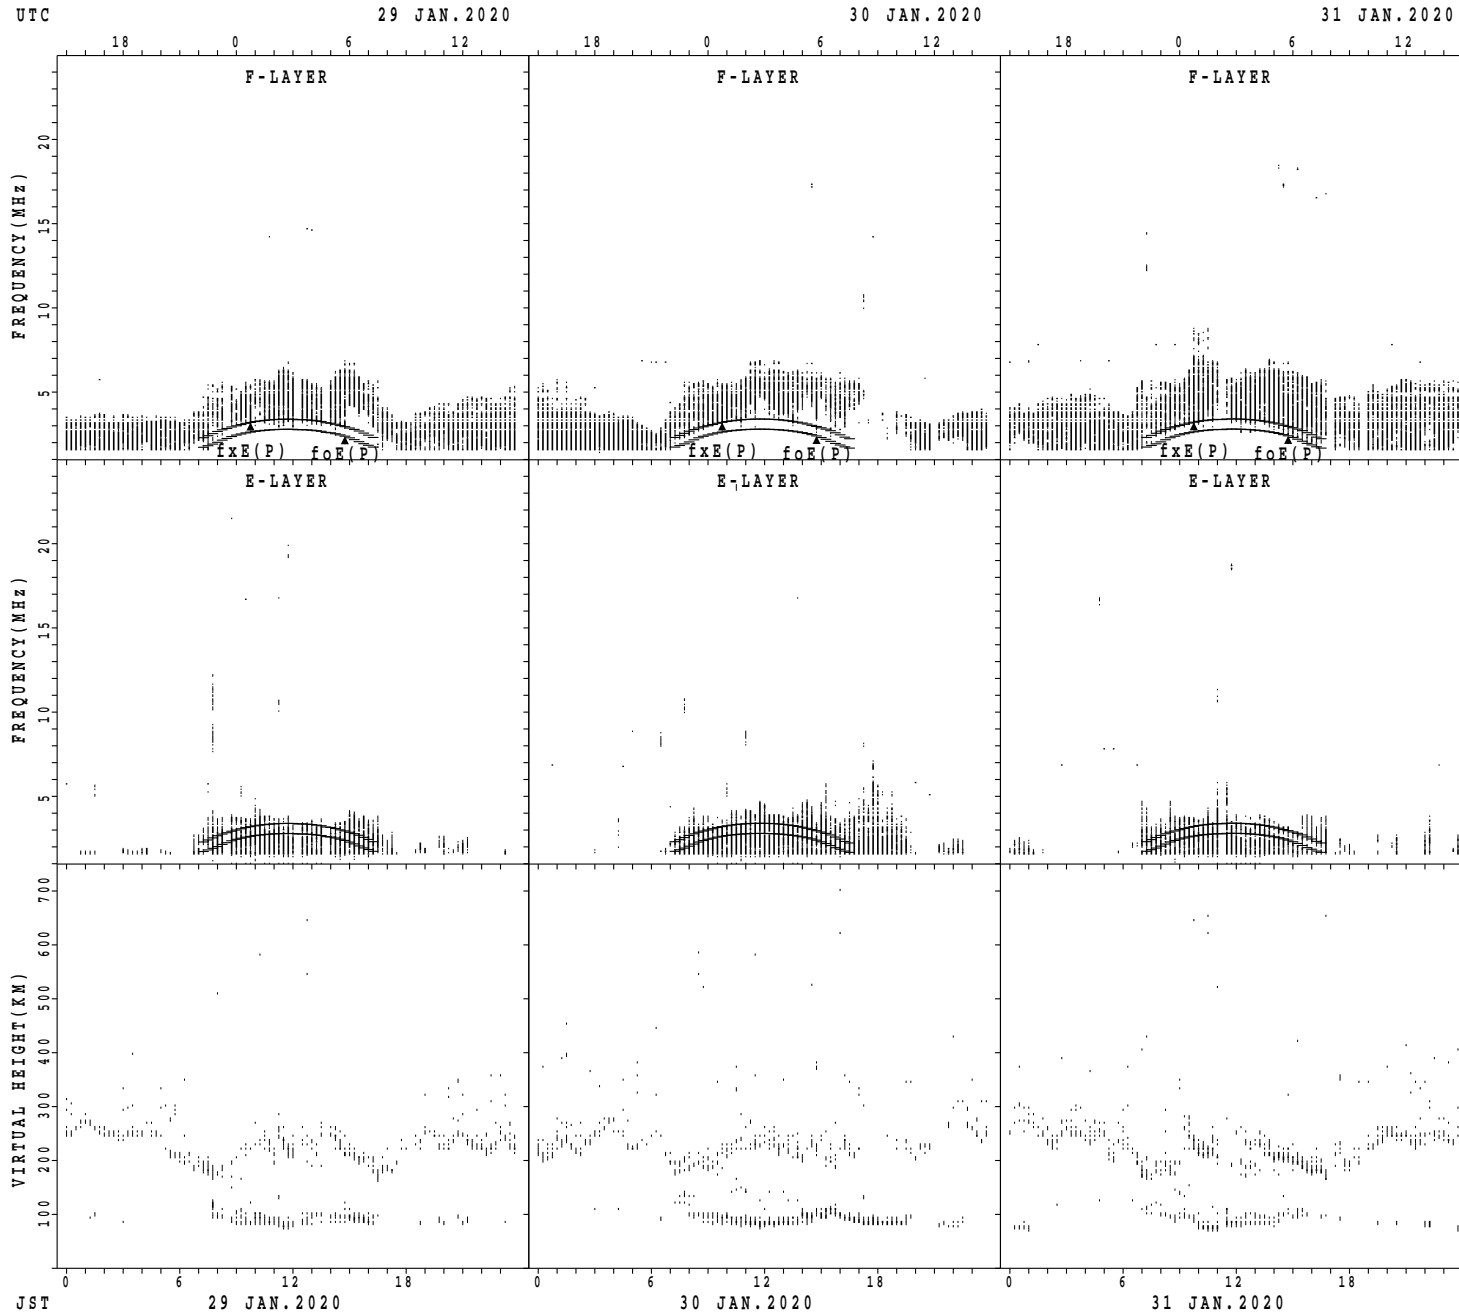 UTC 29 JAN.2020 30 JAN.2020 31 JAN.2020
18 0 6 12 18 0 6 12 18 0 6 12
F-LAYER F-LAYER F-LAYER
FREQUENCY(MHz)
20
15
10
5
fxE(P) foE(P) fxE(P) foE(P) fxE(P) foE(P)
E-LAYER E-LAYER E-LAYER
FREQUENCY(MHz)
20
15
10
5
VIRTUAL HEIGHT(KM)
700
600
500
400
300
200
100
0 6 12 18 0 6 12 18 0 6 12 18
JST 29 JAN.2020 30 JAN.2020 31 JAN.2020